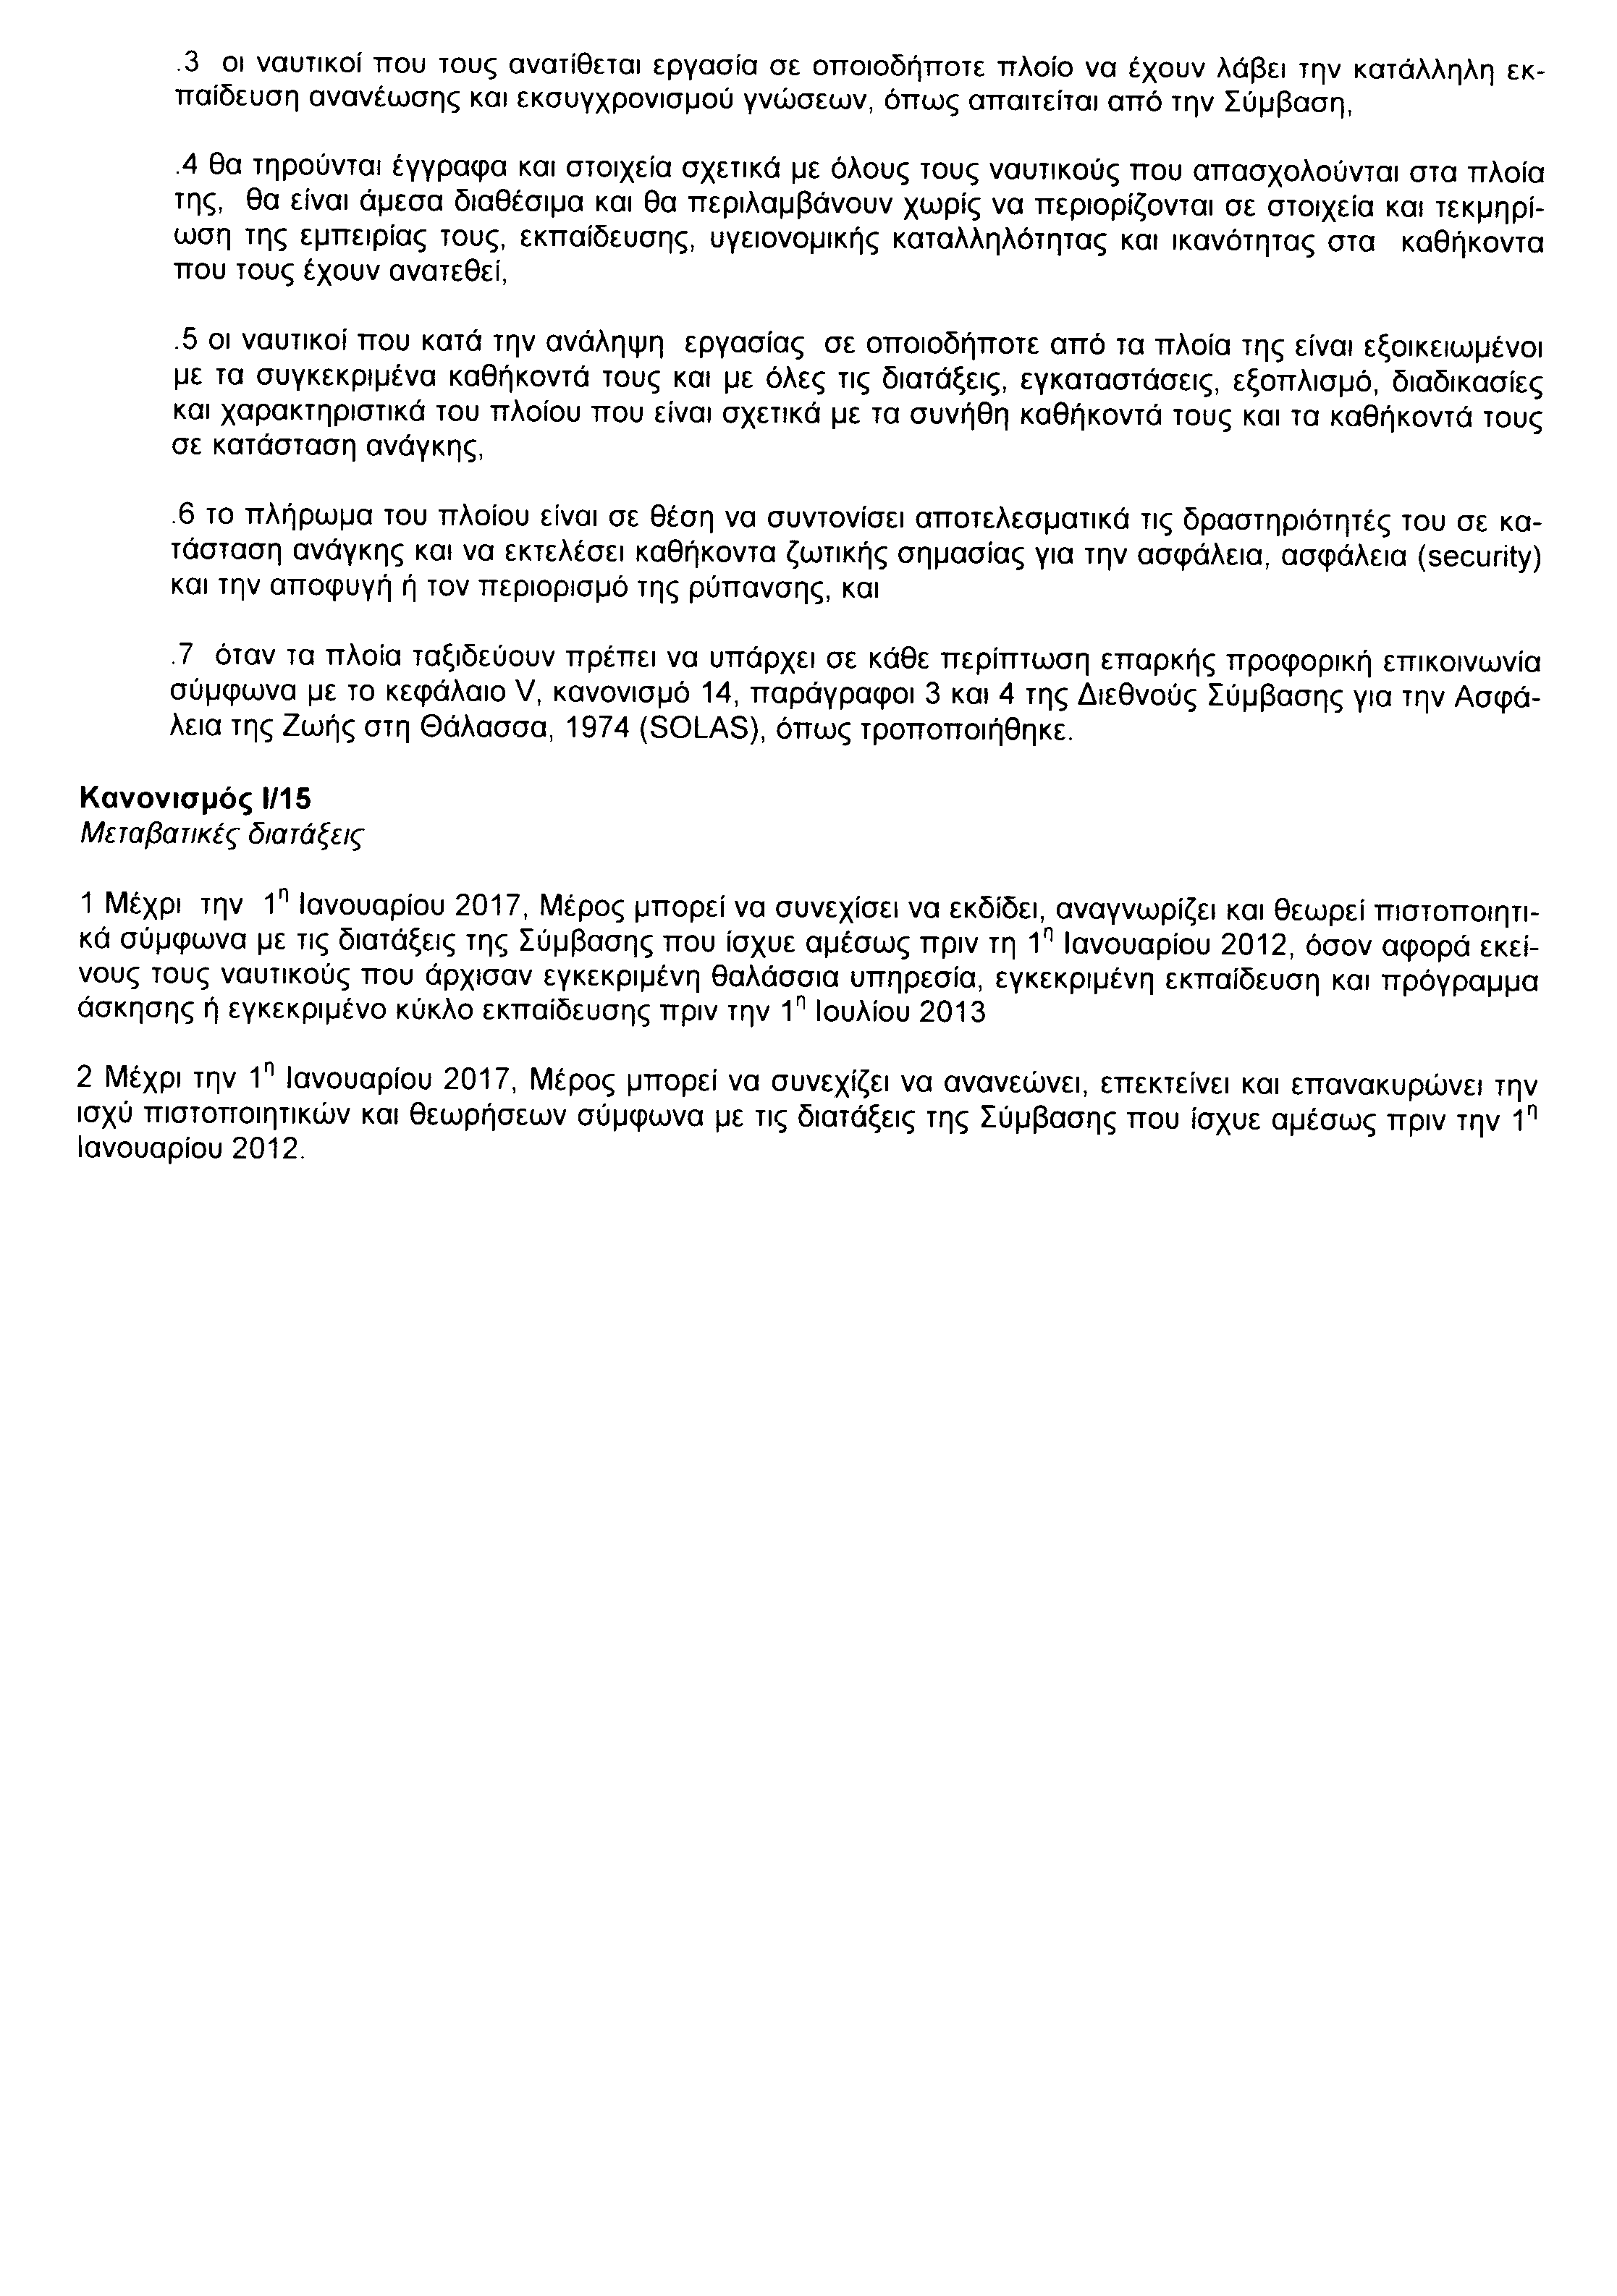 .3 οι ναυτικοί που τους ανατίθεται εργασία σε οποιοδήποτε πλοίο να έχουν λάβει την κατάλληλη εκ-
παίδευση ανανέωσης και εκσυγχρονισμού γνώσεων, όπως απαιτείται από την Σύμβαση,
.4 θα τηρούνται έγγραφα και στοιχεία σχετικά με όλους τους ναυτικούς που απασχολούνται στα πλοία
της, θα είναι άμεσα διαθέσιμα και θα περιλαμβάνουν χωρίς να περιορίζονται σε στοιχεία και τεκμηρί-
ωση της εμπειρίας τους, εκπαίδευσης, υγειονομικής καταλληλότητας και ικανότητας στα καθήκοντα
που τους έχουν ανατεθεί,
.5 οι ναυτικοί που κατά την ανάληψη εργασίας σε οποιοδήποτε από τα πλοία της είναι εξοικειωμένοι
με τα συγκεκριμένα καθήκοντά τους και με όλες τις διατάξεις, εγκαταστάσεις, εξοπλισμό, διαδικασίες
και χαρακτηριστικά του πλοίου που είναι σχετικά με τα συνήθη καθήκοντά τους και τα καθήκοντά τους
σε κατάσταση ανάγκης,
.6 το πλήρωμα του πλοίου είναι σε θέση να συντονίσει αποτελεσματικά τις δραστηριότητές του σε κα-
τάσταση ανάγκης και να εκτελέσει καθήκοντα ζωτικής σημασίας για την ασφάλεια, ασφάλεια (security)
και την αποφυγή ή τον περιορισμό της ρύπανσης, και
.7 όταν τα πλοία ταξιδεύουν πρέπει να υπάρχει σε κάθε περίπτωση επαρκής προφορική επικοινωνία
σύμφωνα με το κεφάλαιο V, κανονισμό 14, παράγραφοι 3 και 4 της Διεθνούς Σύμβασης για την Ασφά-
λεια της Ζωής στη Θάλασσα, 1974 (SOLAS), όπως τροποποιήθηκε.
Κανονισμός I/15
Μεταβατικές διατάξεις
1 Μέχρι την 1η Ιανουαρίου 2017, Μέρος μπορεί να συνεχίσει να εκδίδει, αναγνωρίζει και θεωρεί πιστοποιητι-
κά σύμφωνα με τις διατάξεις της Σύμβασης που ίσχυε αμέσως πριν τη 1η Ιανουαρίου 2012, όσον αφορά εκεί-
νους τους ναυτικούς που άρχισαν εγκεκριμένη θαλάσσια υπηρεσία, εγκεκριμένη εκπαίδευση και πρόγραμμα
άσκησης ή εγκεκριμένο κύκλο εκπαίδευσης πριν την 1η Ιουλίου 2013
2 Μέχρι την 1η Ιανουαρίου 2017, Μέρος μπορεί να συνεχίζει να ανανεώνει, επεκτείνει και επανακυρώνει την
ισχύ πιστοποιητικών και θεωρήσεων σύμφωνα με τις διατάξεις της Σύμβασης που ίσχυε αμέσως πριν την 1η
Ιανουαρίου 2012.